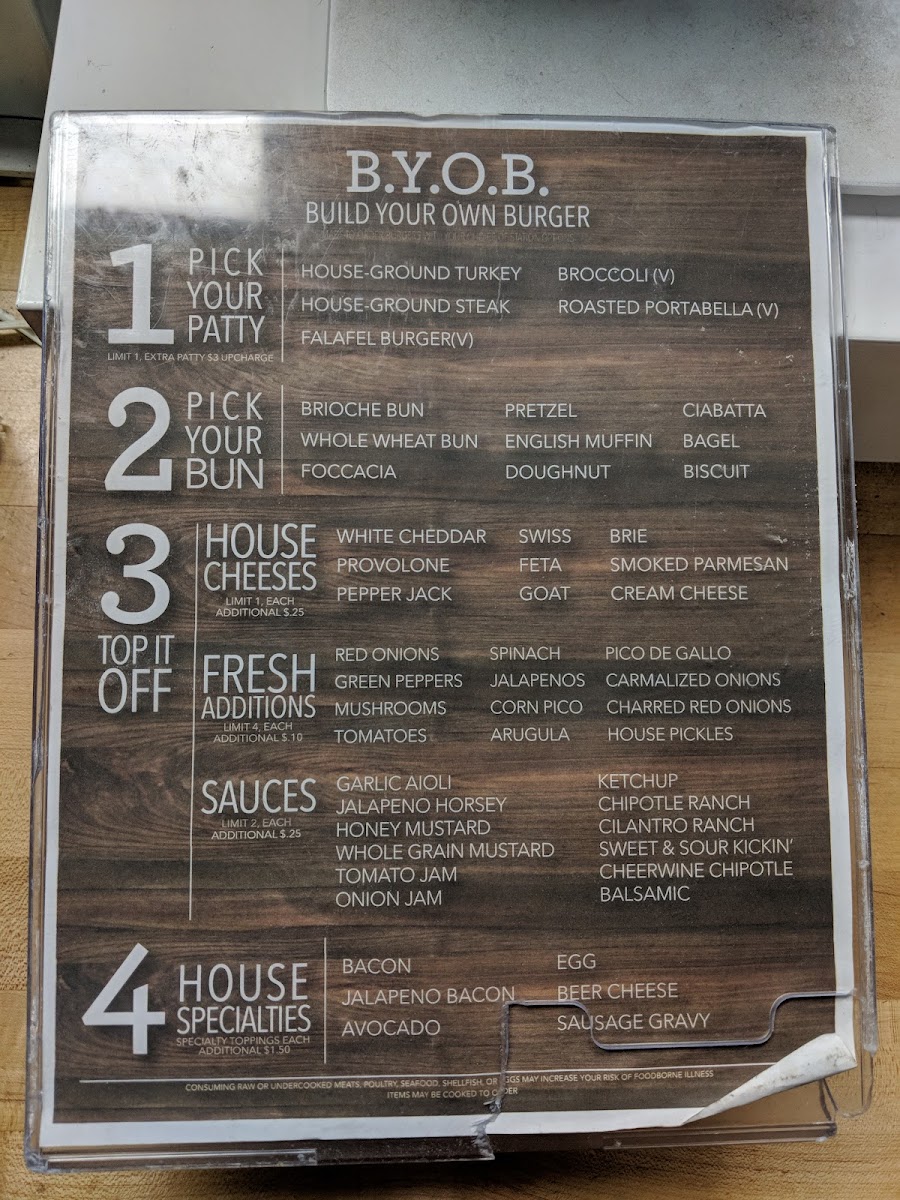 B.Y.O.B.
BUILD YOUR OWN BURGER
1 PICK YOUR PATTY
LIMIT 1, EXTRA PATTY $3 UPCHARGE
HOUSE-GROUND TURKEY BROCCOLI (V)
HOUSE-GROUND STEAK ROASTED PORTABELLA (V)
FALAFEL BURGER(V)
2 PICK YOUR BUN
BRIOCHE BUN PRETZEL CIABATTA
WHOLE WHEAT BUN ENGLISH MUFFIN BAGEL
FOCCACIA DOUGHNUT BISCUIT
3 TOP IT OFF
HOUSE CHEESES
LIMIT 1, EACH
ADDITIONAL $.25
WHITE CHEDDAR SWISS BRIE
PROVOLONE FETA SMOKED PARMESAN
PEPPER JACK GOAT CREAM CHEESE
FRESH ADDITIONS
LIMIT 4, EACH
ADDITIONAL $.10
RED ONIONS SPINACH PICO DE GALLO
GREEN PEPPERS JALAPENOS CARMALIZED ONIONS
MUSHROOMS CORN PICO CHARRED RED ONIONS
TOMATOES ARUGULA HOUSE PICKLES
SAUCES
LIMIT 2, EACH
ADDITIONAL $.25
GARLIC AIOLI KETCHUP
JALAPENO HORSEY CHIPOTLE RANCH
HONEY MUSTARD CILANTRO RANCH
WHOLE GRAIN MUSTARD SWEET & SOUR KICKIN'
TOMATO JAM CHEERWINE CHIPOTLE
ONION JAM BALSAMIC
4 HOUSE SPECIALTIES
SPECIALTY TOPPINGS EACH
ADDITIONAL $1.50
BACON EGG
JALAPENO BACON BEER CHEESE
AVOCADO SAUSAGE GRAVY
CONSUMING RAW OR UNDERCOOKED MEATS, POULTRY, SEAFOOD, SHELLFISH, OR EGGS MAY INCREASE YOUR RISK OF FOODBORNE ILLNESS
ITEMS MAY BE COOKED TO ORDER